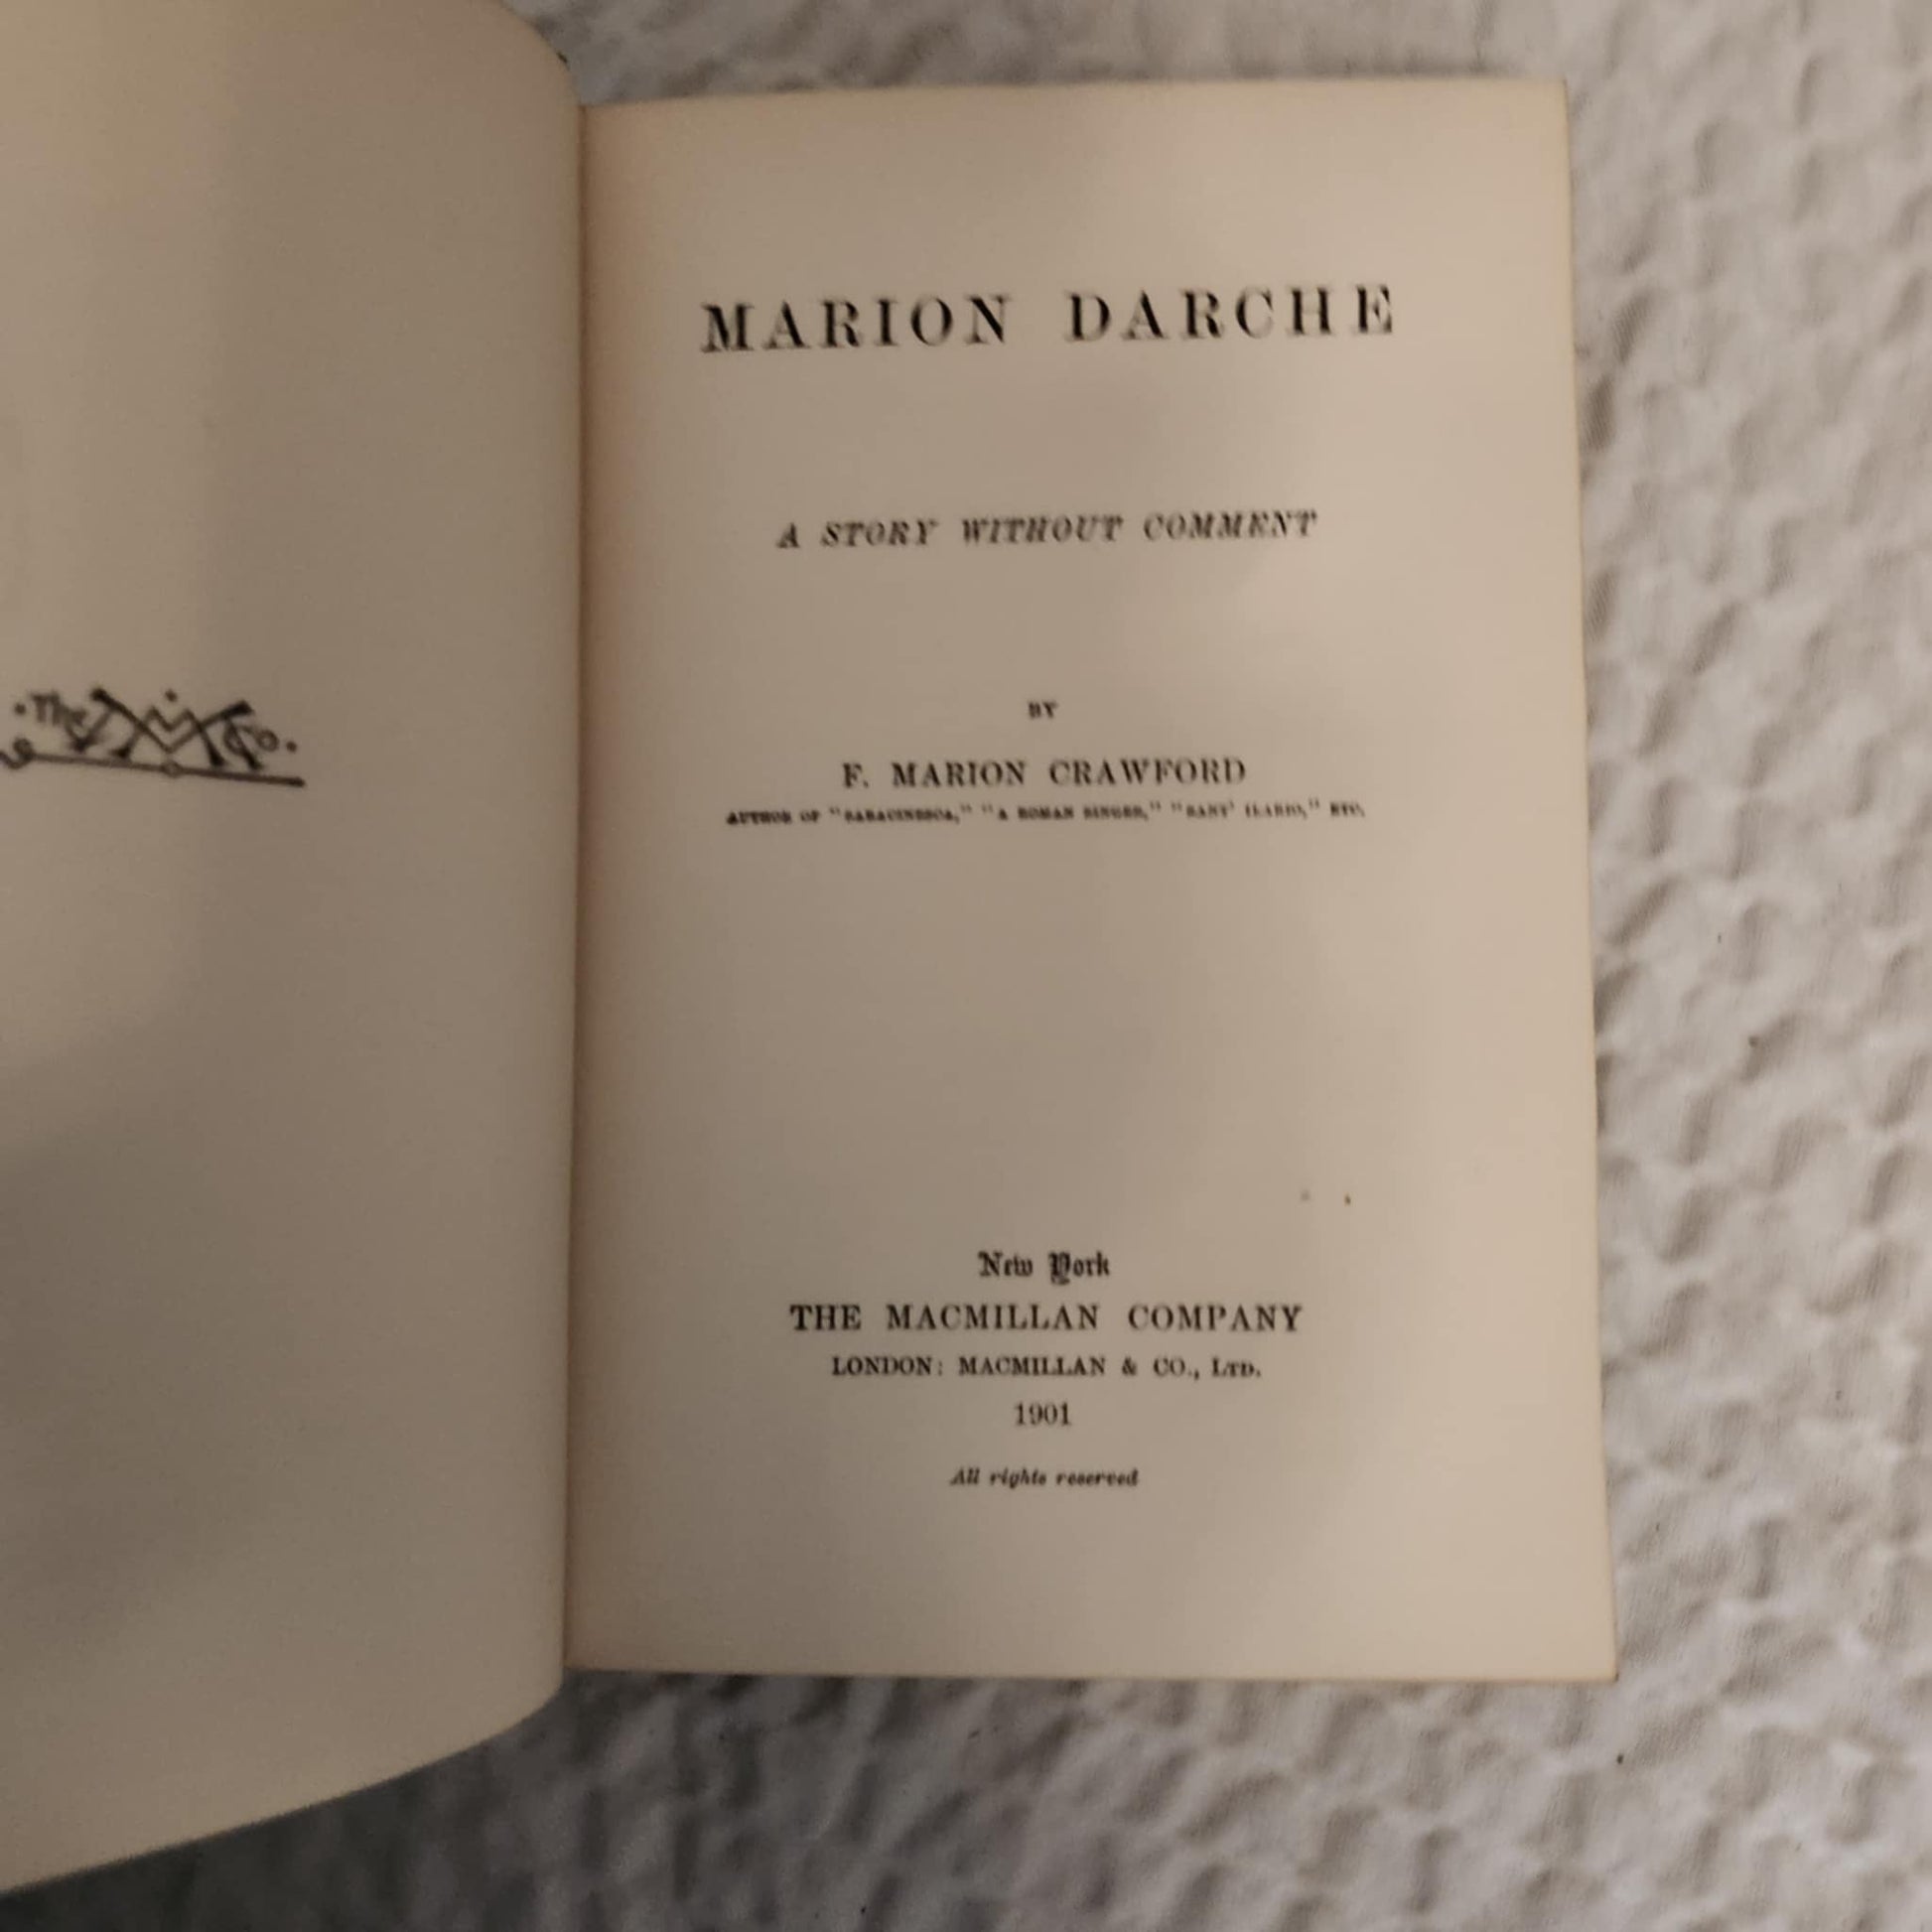 ·The MM Co.
MARION DARCHE
A STORY WITHOUT COMMENT
BY
F. MARION CRAWFORD
AUTHOR OF "SARACINESCA," "A ROMAN SINGER," "SANT' ILARIO," ETC.
New York
THE MACMILLAN COMPANY
LONDON: MACMILLAN & CO., LTD.
1901
All rights reserved